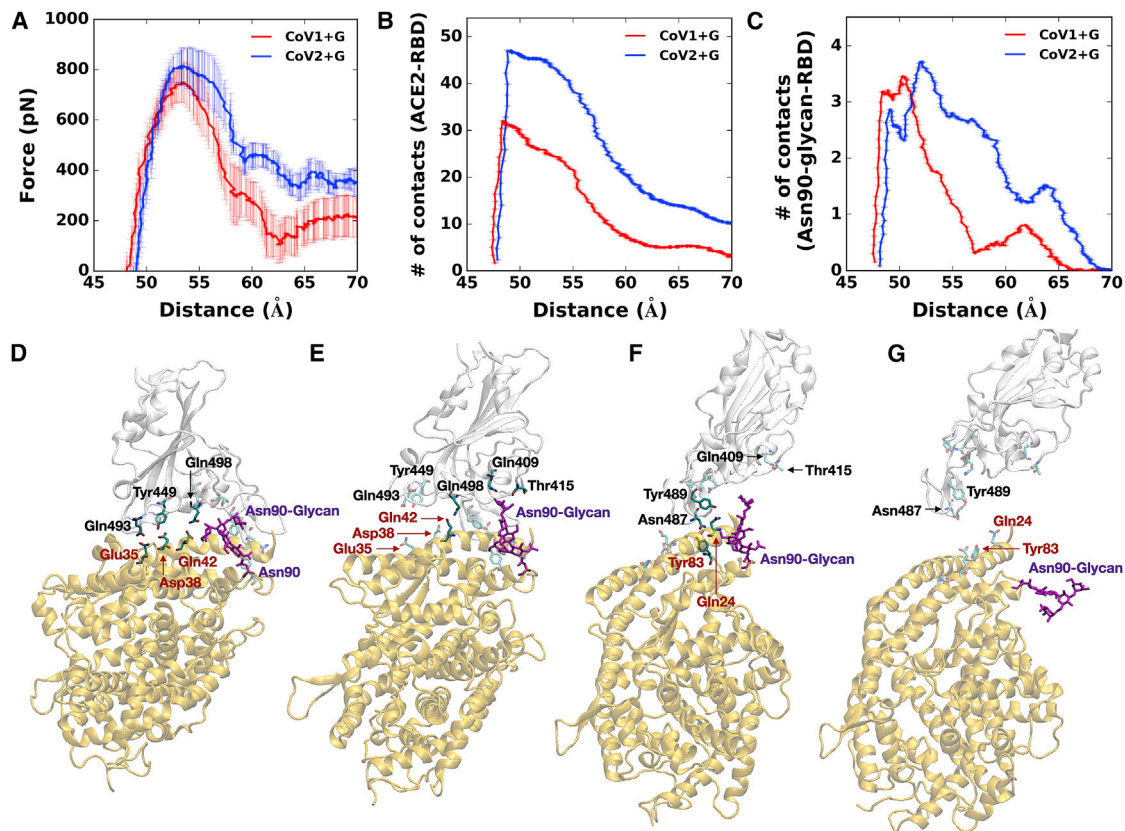 A
1000
800
600
400
200
0
Force (pN)
CoV1+G
CoV2+G
45 50 55 60 65 70
Distance (Å)
B
50
40
30
20
10
0
# of contacts (ACE2-RBD)
CoV1+G
CoV2+G
45 50 55 60 65 70
Distance (Å)
C
4
3
2
1
0
# of contacts
(Asn90-glycan-RBD)
CoV1+G
CoV2+G
45 50 55 60 65 70
Distance (Å)
D
Gln498
Tyr449
Gln493
Glu35
Gln42
Asp38
Asn90-Glycan
Asn90
E
Gln409
Tyr449
Gln498
Thr415
Gln493
Gln42
Asn90-Glycan
Asp38
Glu35
F
Gln409
Thr415
Tyr489
Asn487
Tyr83
Asn90-Glycan
Gln24
G
Tyr489
Asn487
Gln24
Tyr83
Asn90-Glycan